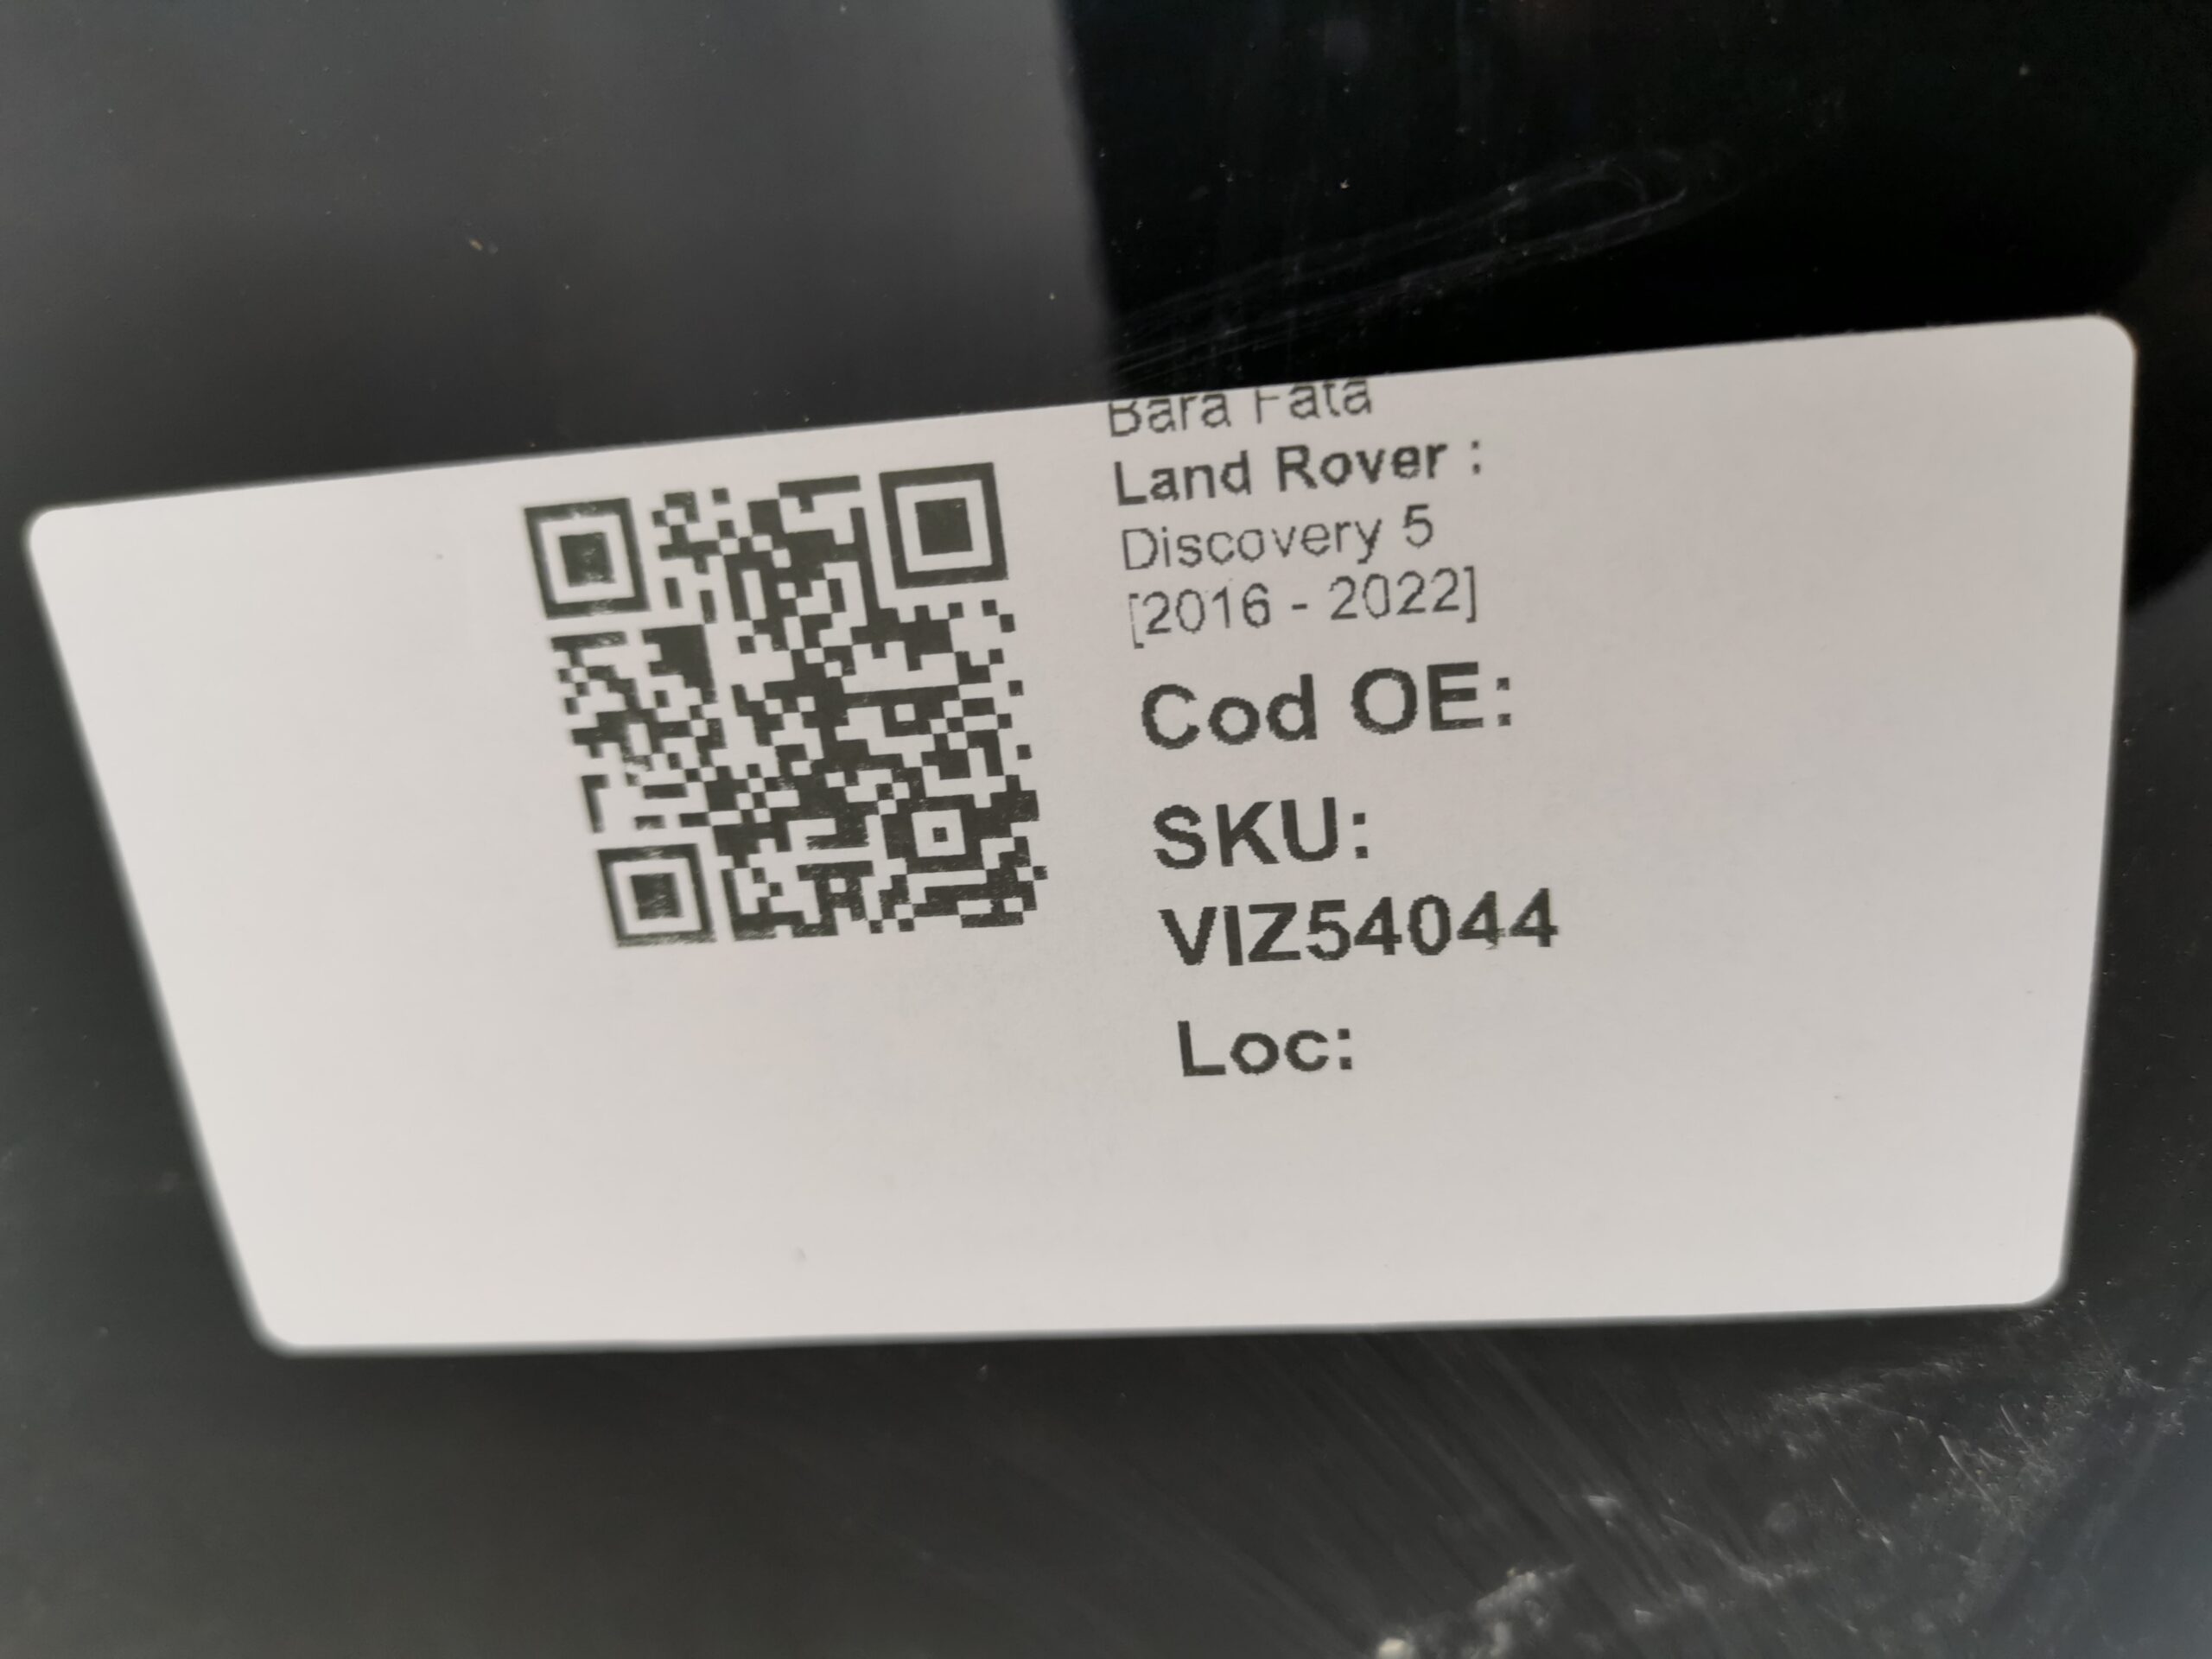 Bara Fata
Land Rover :
Discovery 5
[2016 - 2022]
Cod OE:
SKU:
VIZ54044
Loc: